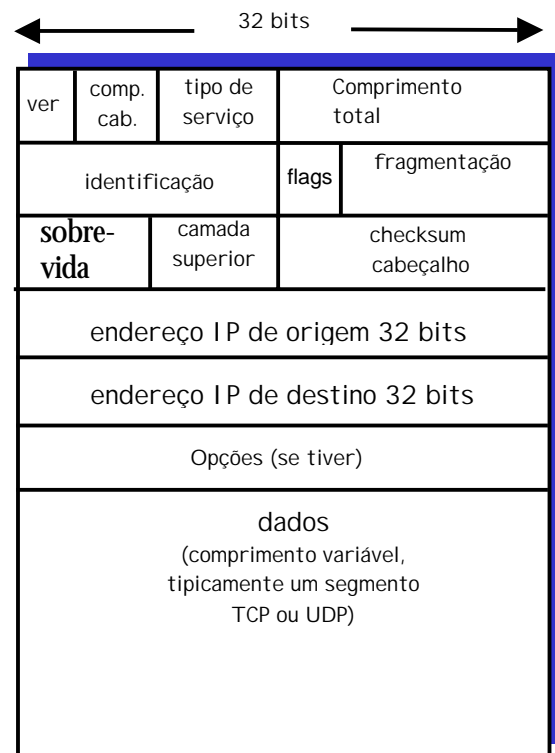 32 bits
ver
comp.
cab.
tipo de
serviço
Comprimento
total
identificação
flags
fragmentação
sobre-
vida
camada
superior
checksum
cabeçalho
endereço IP de origem 32 bits
endereço IP de destino 32 bits
Opções (se tiver)
dados
(comprimento variável,
tipicamente um segmento
TCP ou UDP)